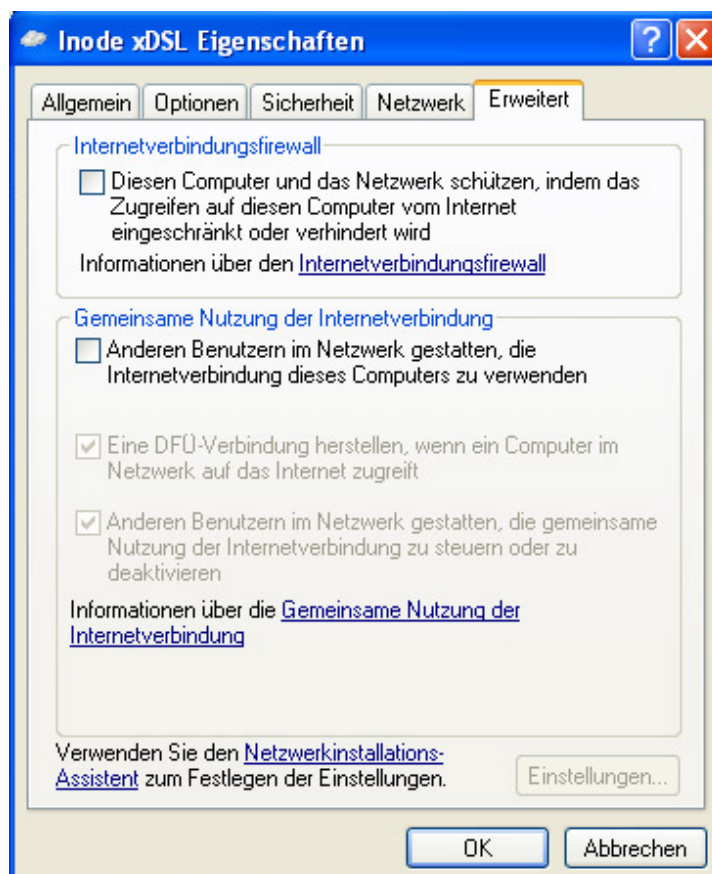 Inode xDSL Eigenschaften
Allgemein Optionen Sicherheit Netzwerk Erweitert
Internetverbindungsfirewall
Diesen Computer und das Netzwerk schützen, indem das
Zugreifen auf diesen Computer vom Internet
eingeschränkt oder verhindert wird
Informationen über den Internetverbindungsfirewall
Gemeinsame Nutzung der Internetverbindung
Anderen Benutzern im Netzwerk gestatten, die
Internetverbindung dieses Computers zu verwenden
Eine DFÜ-Verbindung herstellen, wenn ein Computer im
Netzwerk auf das Internet zugreift
Anderen Benutzern im Netzwerk gestatten, die gemeinsame
Nutzung der Internetverbindung zu steuern oder zu
deaktivieren
Informationen über die Gemeinsame Nutzung der
Internetverbindung
Verwenden Sie den Netzwerkinstallations-
Assistent zum Festlegen der Einstellungen.
Einstellungen...
OK Abbrechen